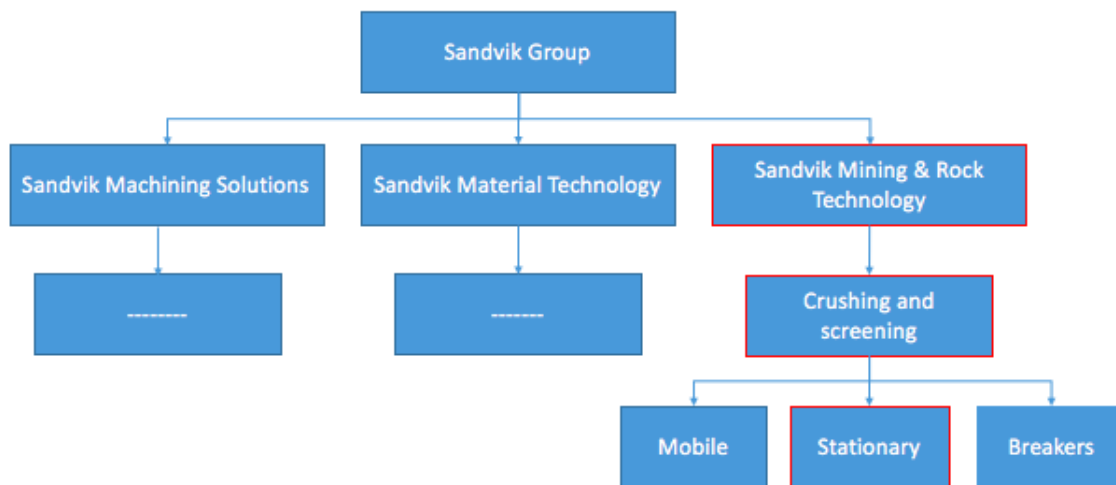 Sandvik Group
Sandvik Machining Solutions
Sandvik Material Technology
Sandvik Mining & Rock
Technology
--------
-------
Crushing and
screening
Mobile
Stationary
Breakers